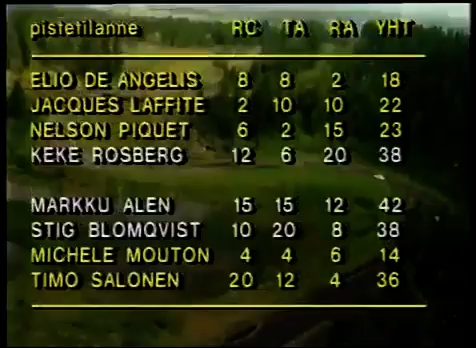 pistetilanne RC TA RA YHT
ELIO DE ANGELIS 8 8 2 18
JACQUES LAFFITE 2 10 10 22
NELSON PIQUET 6 2 15 23
KEKE ROSBERG 12 6 20 38
MARKKU ALEN 15 15 12 42
STIG BLOMQVIST 10 20 8 38
MICHELE MOUTON 4 4 6 14
TIMO SALONEN 20 12 4 36